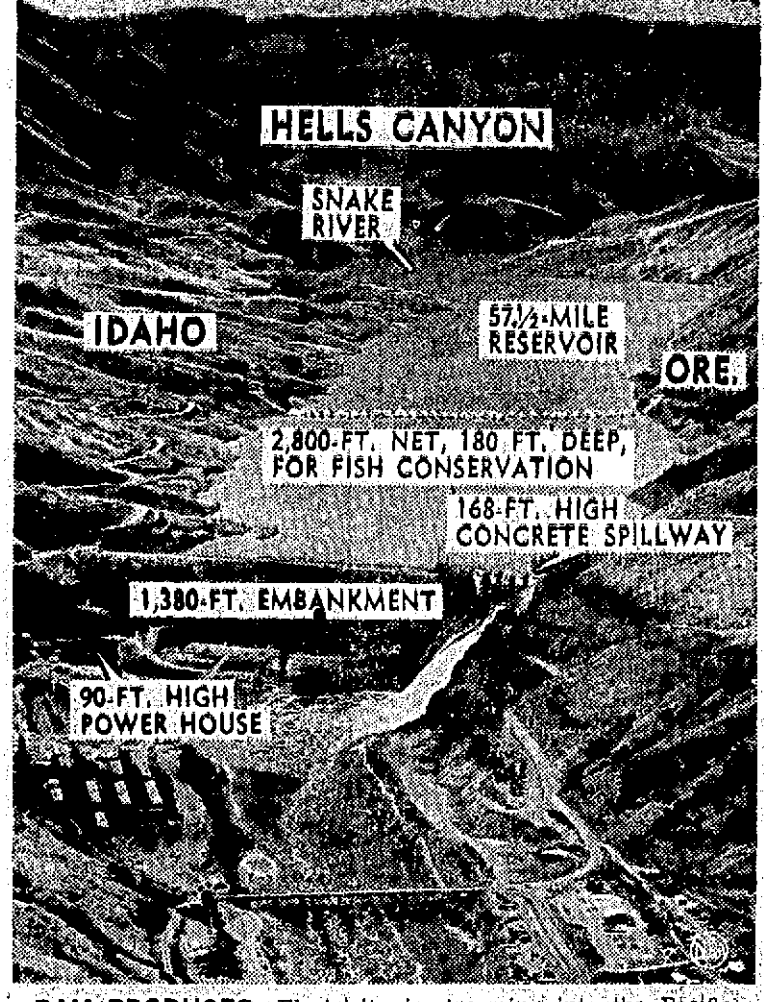 HELLS CANYON
SNAKE
RIVER
57½-MILE
RESERVOIR
IDAHO
ORE.
2,800-FT. NET, 180 FT. DEEP,
FOR FISH CONSERVATION
168-FT. HIGH
CONCRETE SPILLWAY
1,380-FT. EMBANKMENT
90-FT. HIGH
POWER HOUSE